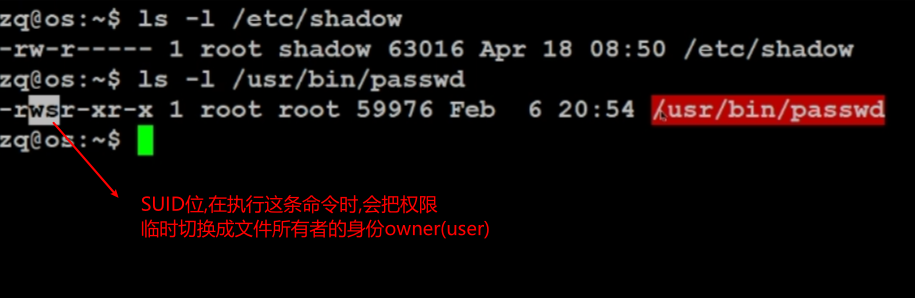 zq@os:~$ ls -l /etc/shadow
-rw-r----- 1 root shadow 63016 Apr 18 08:50 /etc/shadow
zq@os:~$ ls -l /usr/bin/passwd
-rwsr-xr-x 1 root root 59976 Feb  6 20:54 /usr/bin/passwd
zq@os:~$
SUID位,在执行这条命令时,会把权限
临时切换成文件所有者的身份owner(user)